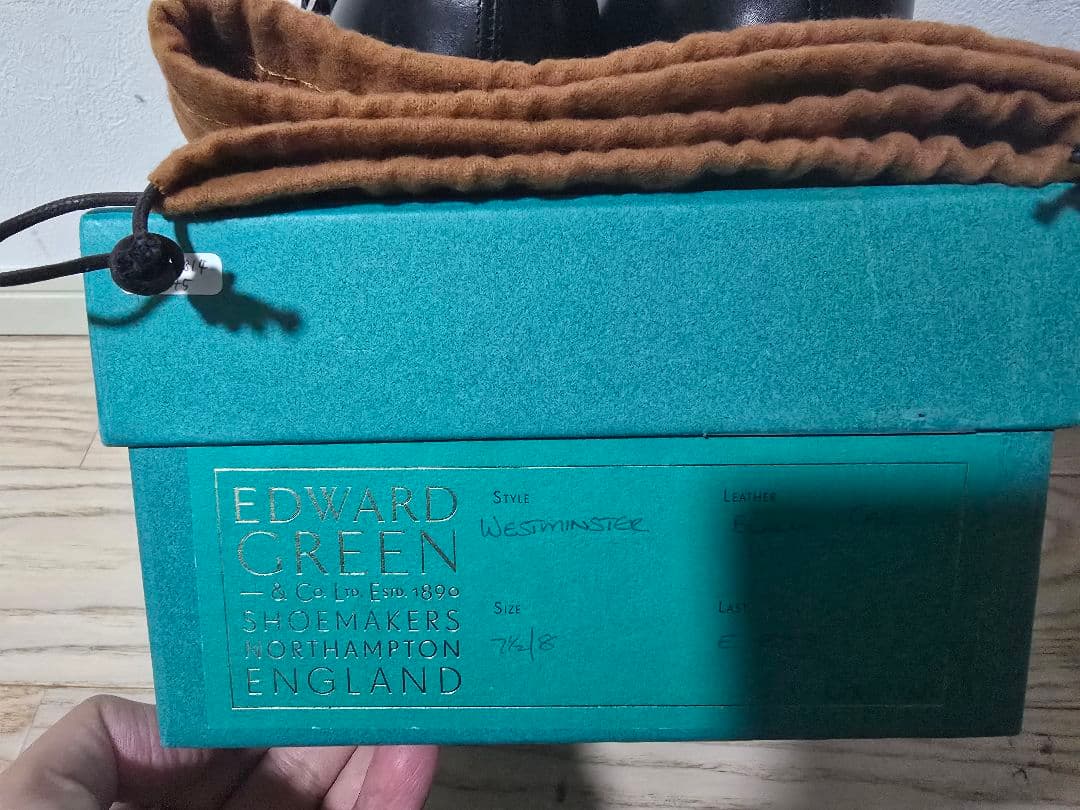 EDWARD
GREEN
— & Co. Ltd. Estd. 1890
SHOEMAKERS
NORTHAMPTON
ENGLAND
STYLE
WESTMINSTER
LEATHER
SIZE
7½/8
LAST